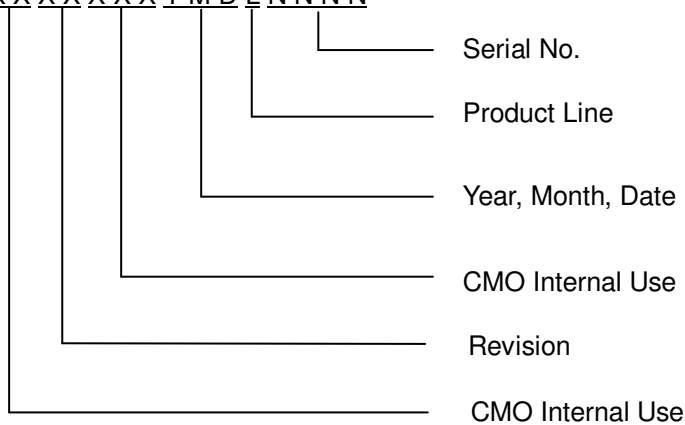 X X X X X X X Y M D L N N N N
Serial No.
Product Line
Year, Month, Date
CMO Internal Use
Revision
CMO Internal Use